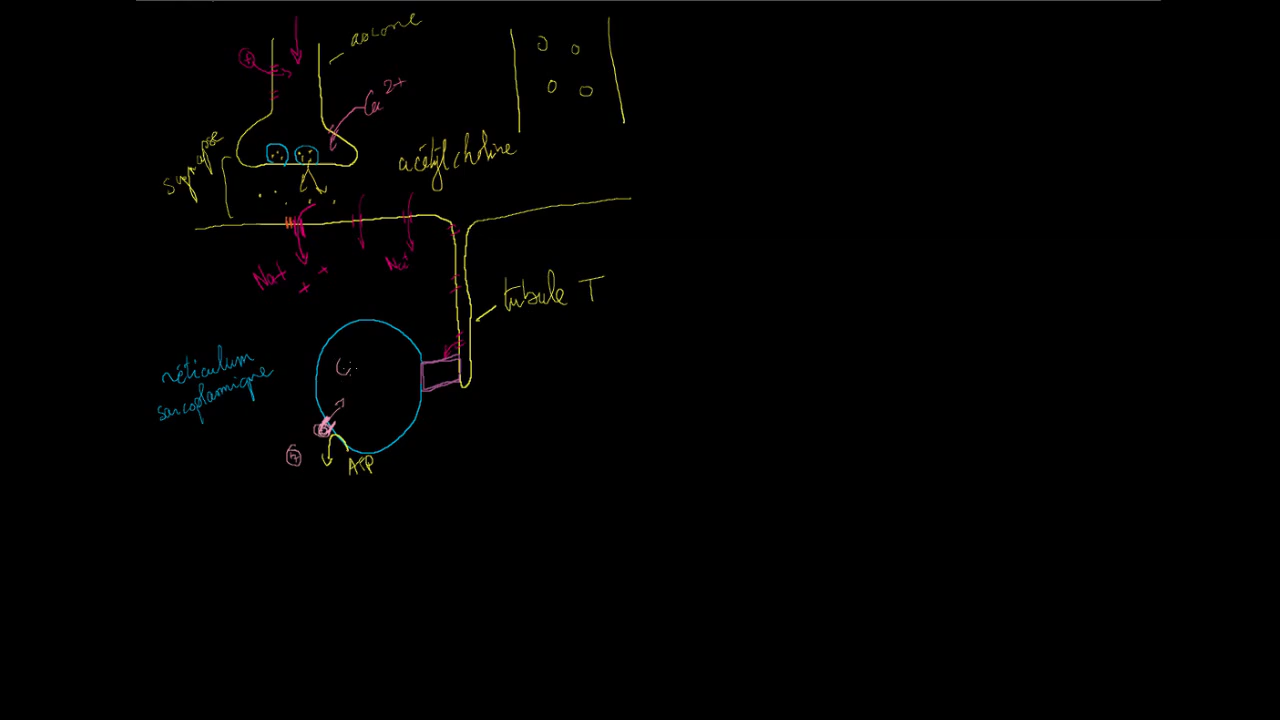 axone
Ca2+
synapse
acétylcholine
Na+
+
+
Na+
tubule T
réticulum
sarcoplasmique
ATP